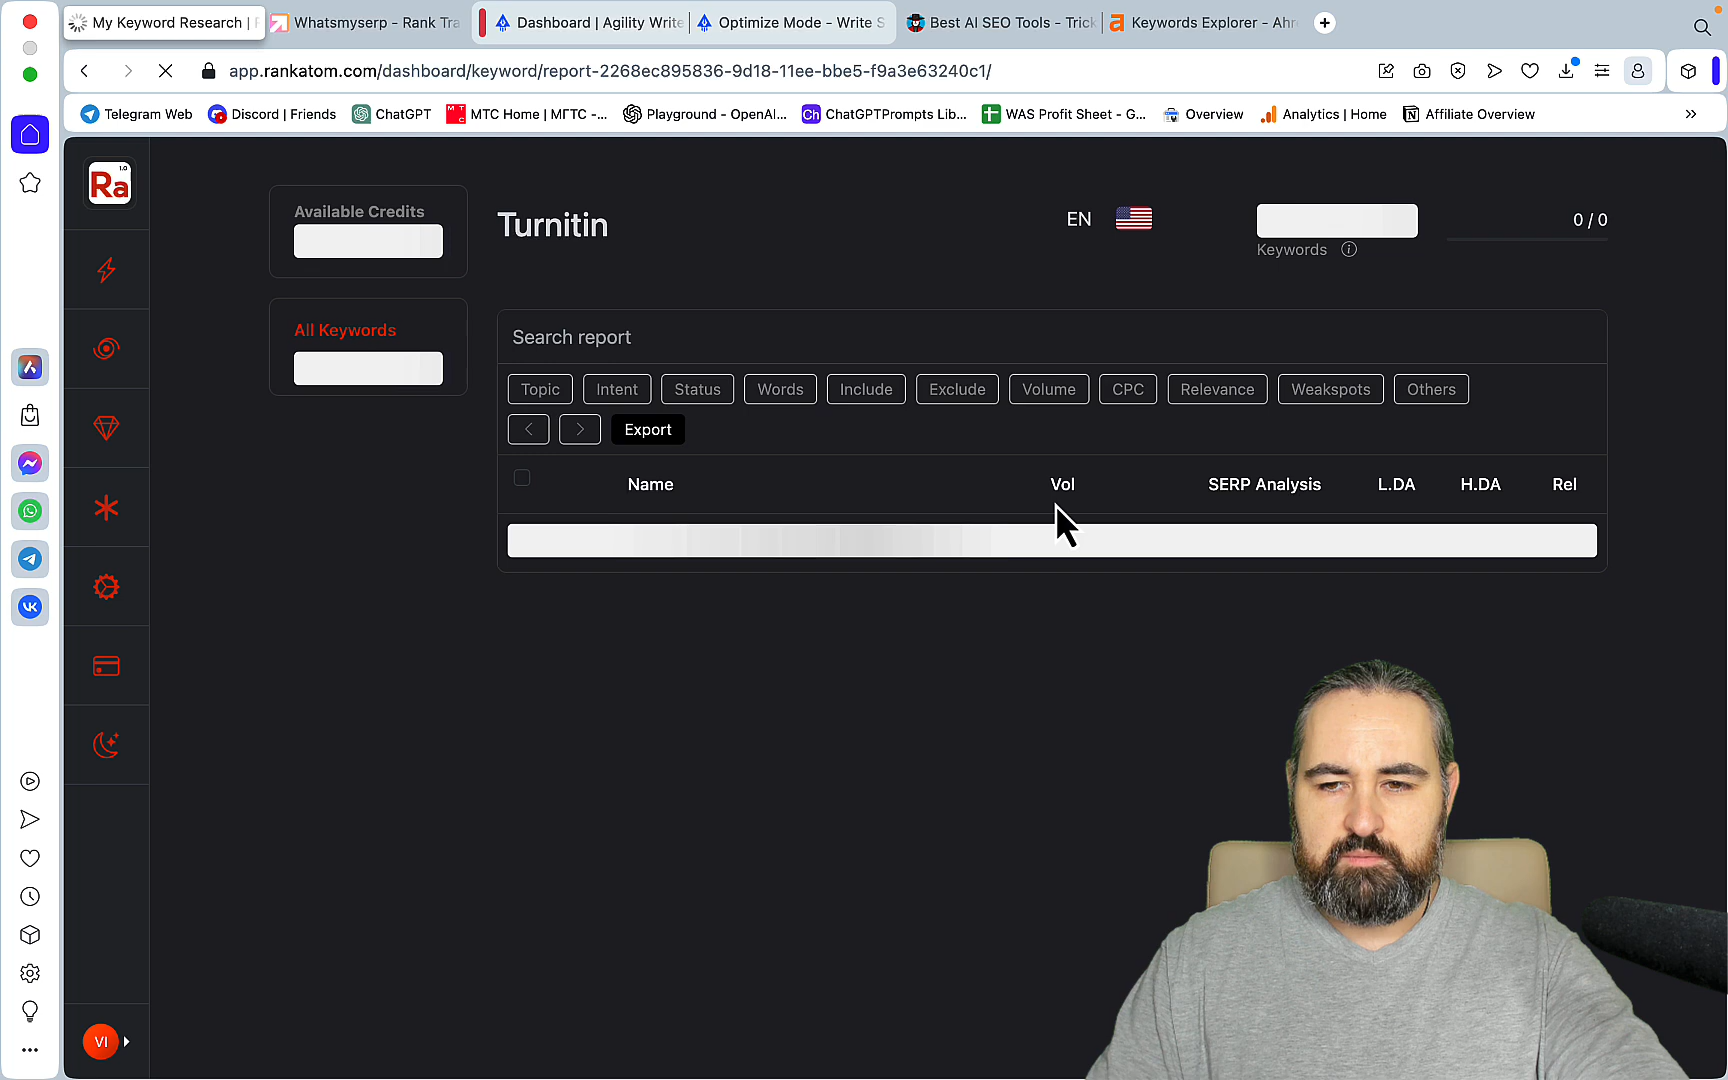 My Keyword Research |
Whatsmyserp - Rank Tra
Dashboard | Agility Write
Optimize Mode - Write S
Best AI SEO Tools - Trick
Keywords Explorer - Ahr
app.rankatom.com/dashboard/keyword/report-2268ec895836-9d18-11ee-bbe5-f9a3e63240c1/
Telegram Web
Discord | Friends
ChatGPT
MTC Home | МГТС -...
Playground - OpenAI...
Ch
ChatGPTPrompts Lib...
WAS Profit Sheet - G...
Overview
Analytics | Home
Affiliate Overview
1.0
Ra
Available Credits
Turnitin
EN
0 / 0
Keywords
All Keywords
Search report
Topic
Intent
Status
Words
Include
Exclude
Volume
CPC
Relevance
Weakspots
Others
Export
Name
Vol
SERP Analysis
L.DA
H.DA
Rel
VI